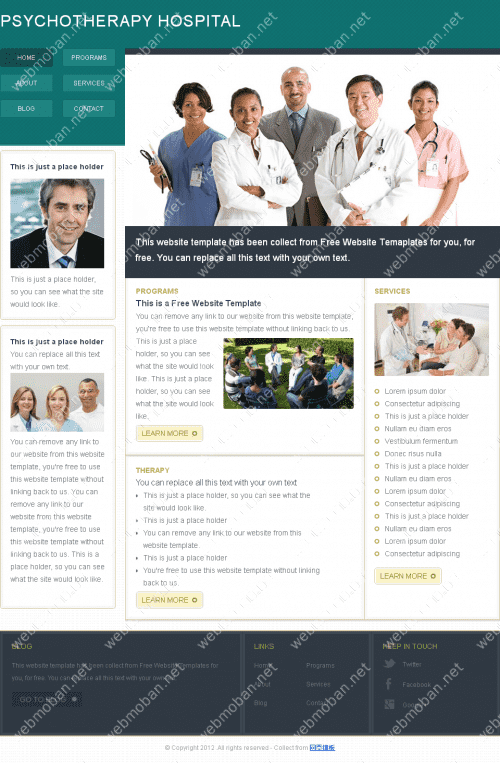 PSYCHOTHERAPY HOSPITAL
HOME
PROGRAMS
ABOUT
SERVICES
BLOG
CONTACT
This website template has been collect from Free Website Temaplates for you, for
free. You can replace all this text with your own text.
This is just a place holder
This is just a place holder,
so you can see what the site
would look like.
This is just a place holder
You can replace all this text
with your own text.
You can remove any link to
our website from this website
template, you're free to use
this website template without
linking back to us. You can
remove any link to our
website from this website
template, you're free to use
this website template without
linking back to us. This is a
place holder, so you can see
what the site would look like.
PROGRAMS
This is a Free Website Template
You can remove any link to our website from this website template,
you're free to use this website template without linking back to us.
This is just a place
holder, so you can see
what the site would look
like. This is just a place
holder, so you can see
what the site would look
like.
LEARN MORE
THERAPY
You can replace all this text with your own text
This is just a place holder, so you can see what the
site would look like.
This is just a place holder
You can remove any link to our website from this
website template.
This is just a place holder
You're free to use this website template without linking
back to us.
LEARN MORE
SERVICES
Lorem ipsum dolor
Consectetur adipiscing
This is just a place holder
Nullam eu diam eros
Vestibulum fermentum
Donec risus nulla
This is just a place holder
Nullam eu diam eros
Lorem ipsum dolor
Consectetur adipiscing
This is just a place holder
Nullam eu diam eros
Lorem ipsum dolor
Consectetur adipiscing
LEARN MORE
BLOG
This website template has been collect from Free Website Templates for
you, for free. You can replace all this text with your own text.
GO TO BLOG
LINKS
Home
Programs
About
Services
Blog
Contact
KEEP IN TOUCH
Twitter
Facebook
© Copyright 2012. All rights reserved - Collect from
webmoban.net